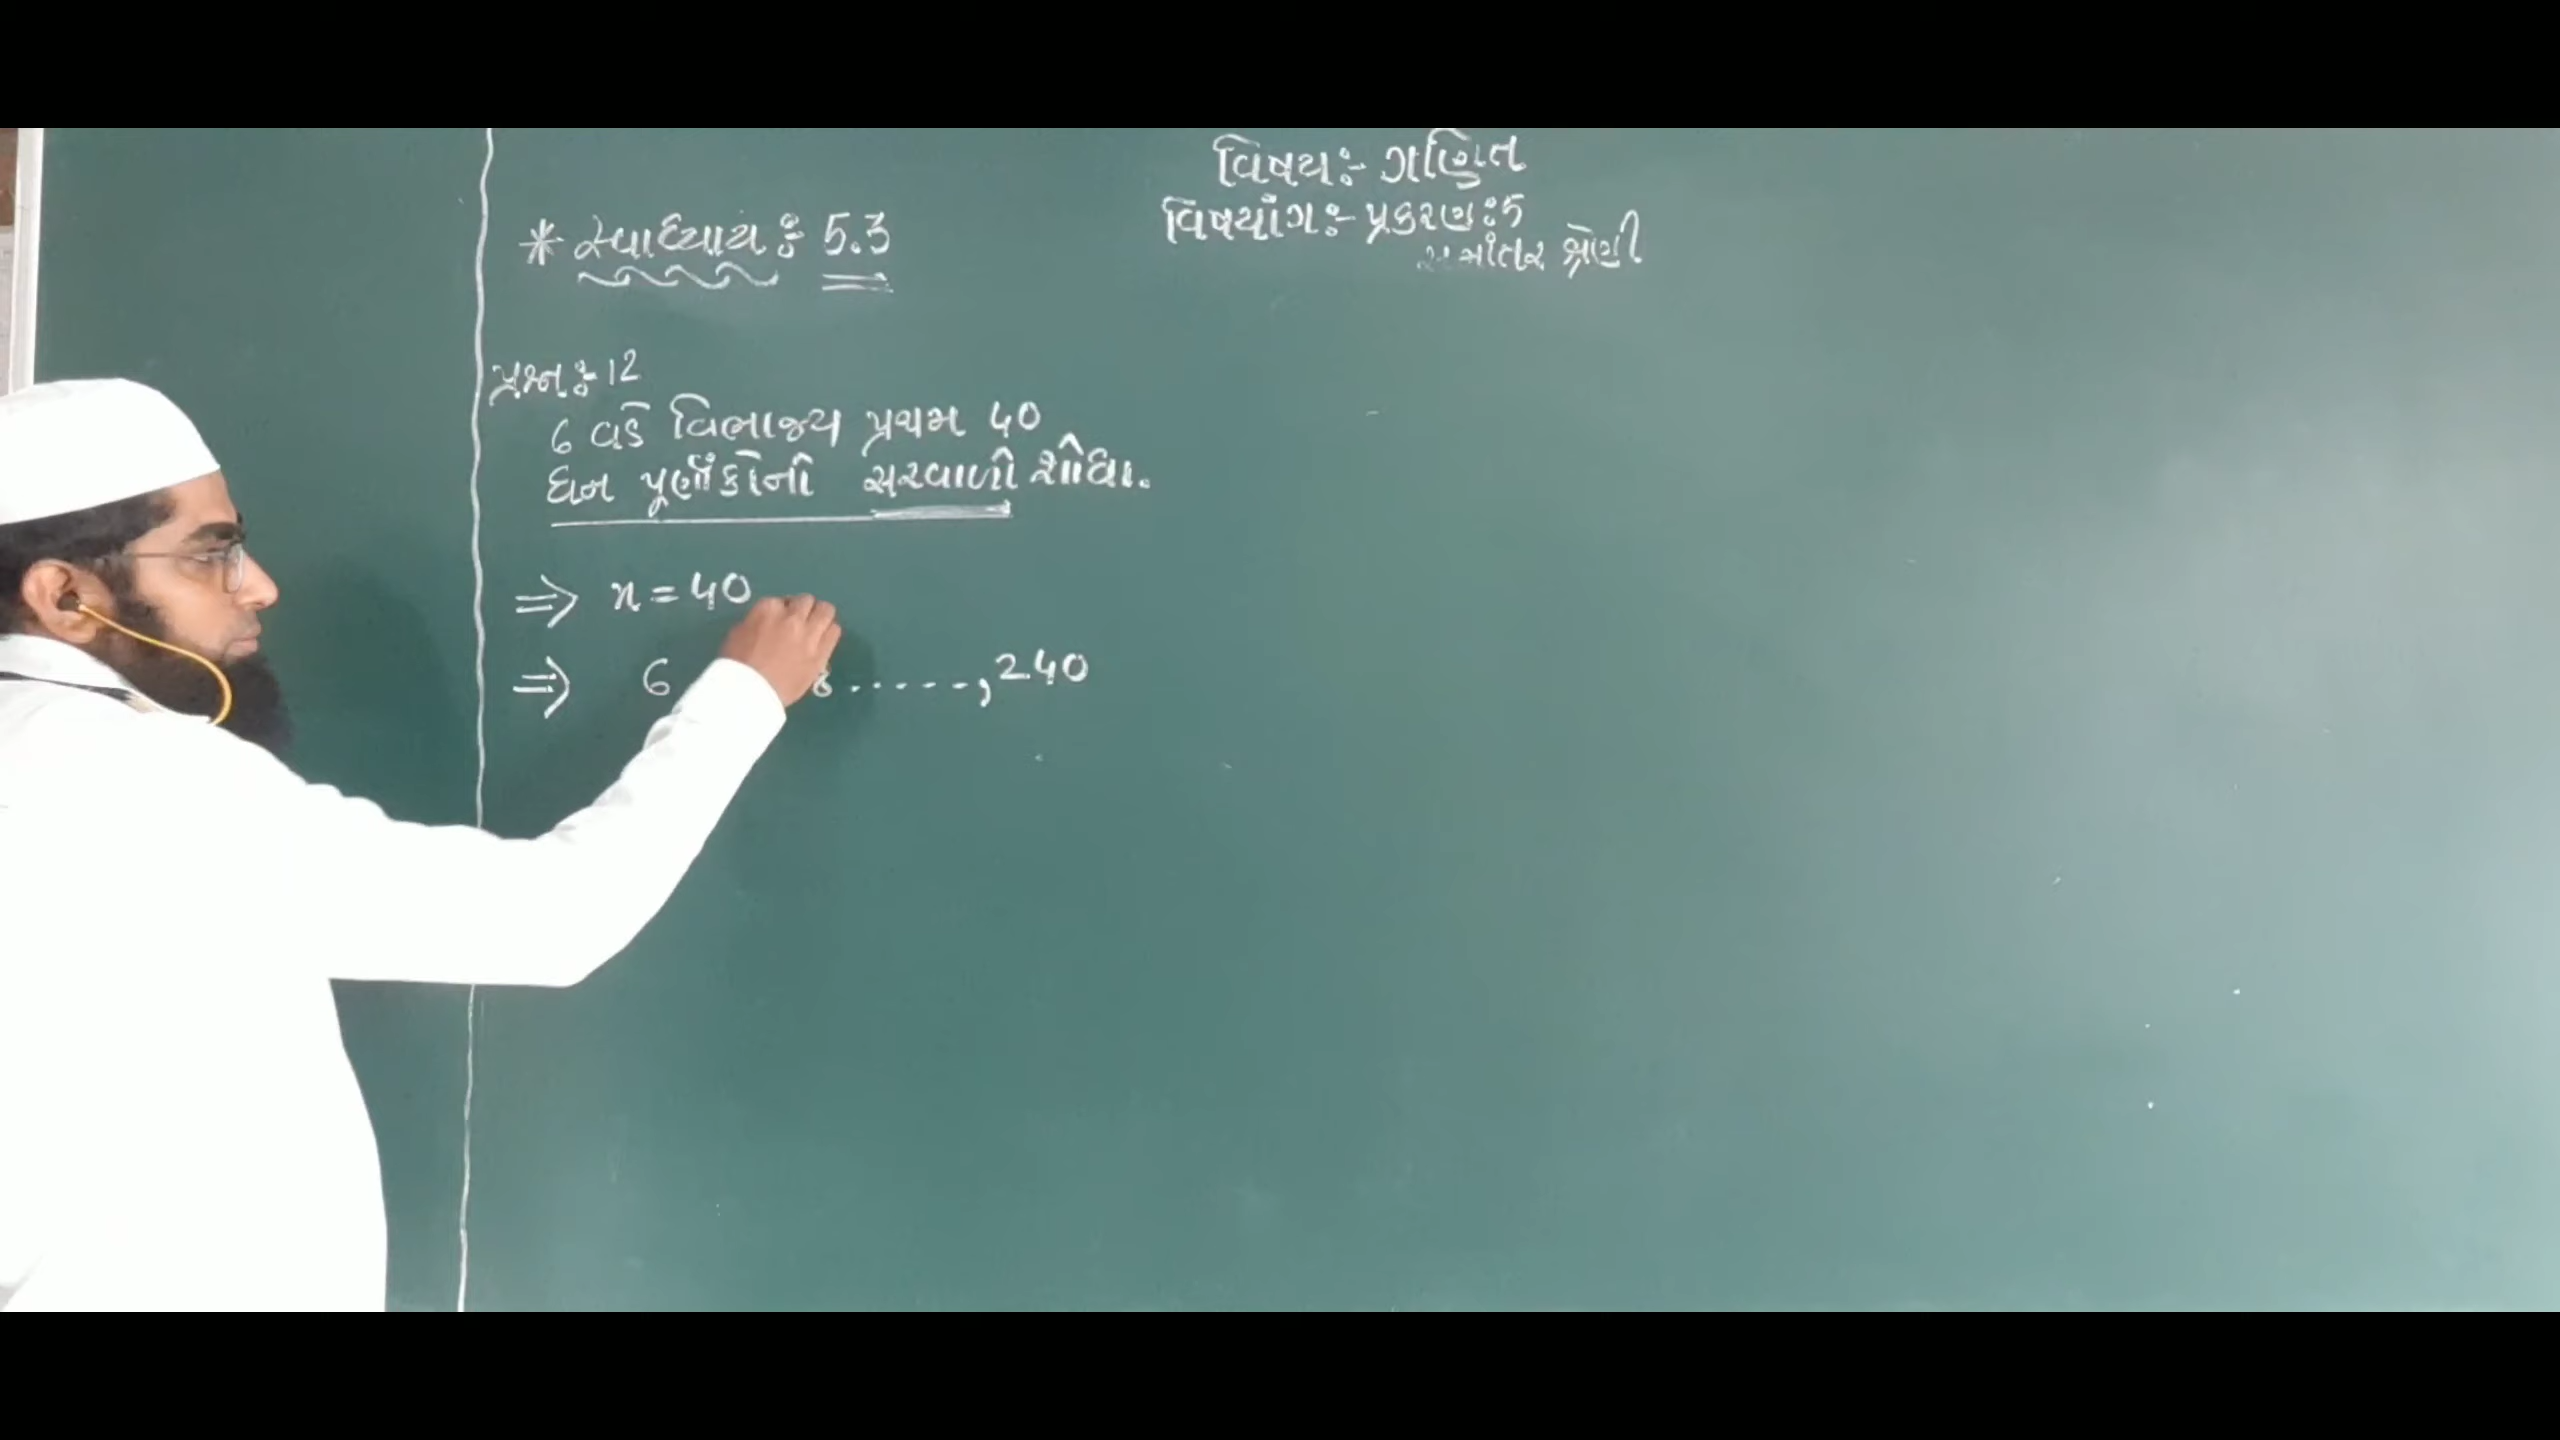 વિષય:- ગણિત
વિષયાંગ:- પ્રકરણ:5
સમાંતર શ્રેણી
* સ્વાધ્યાય: 5.3
પ્રશ્ન:- 12
6 વડે વિભાજ્ય પ્રથમ 40
ધન પૂર્ણાંકોનો સરવાળો શોધો.
⇒ n = 40
⇒ 6 8 ......, 240